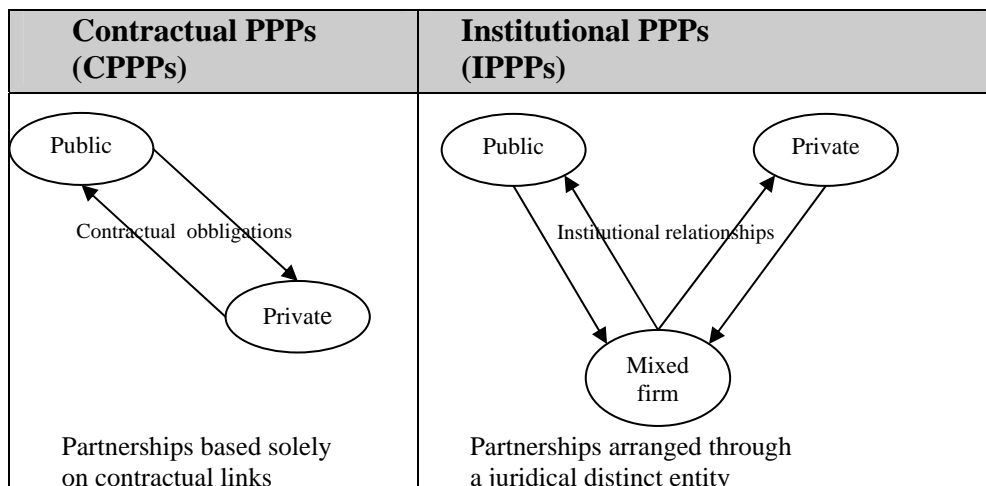 Contractual PPPs
(CPPPs)
Institutional PPPs
(IPPPs)
Public
Contractual obbligations
Private
Public
Private
Institutional relationships
Mixed
firm
Partnerships based solely
on contractual links
Partnerships arranged through
a juridical distinct entity